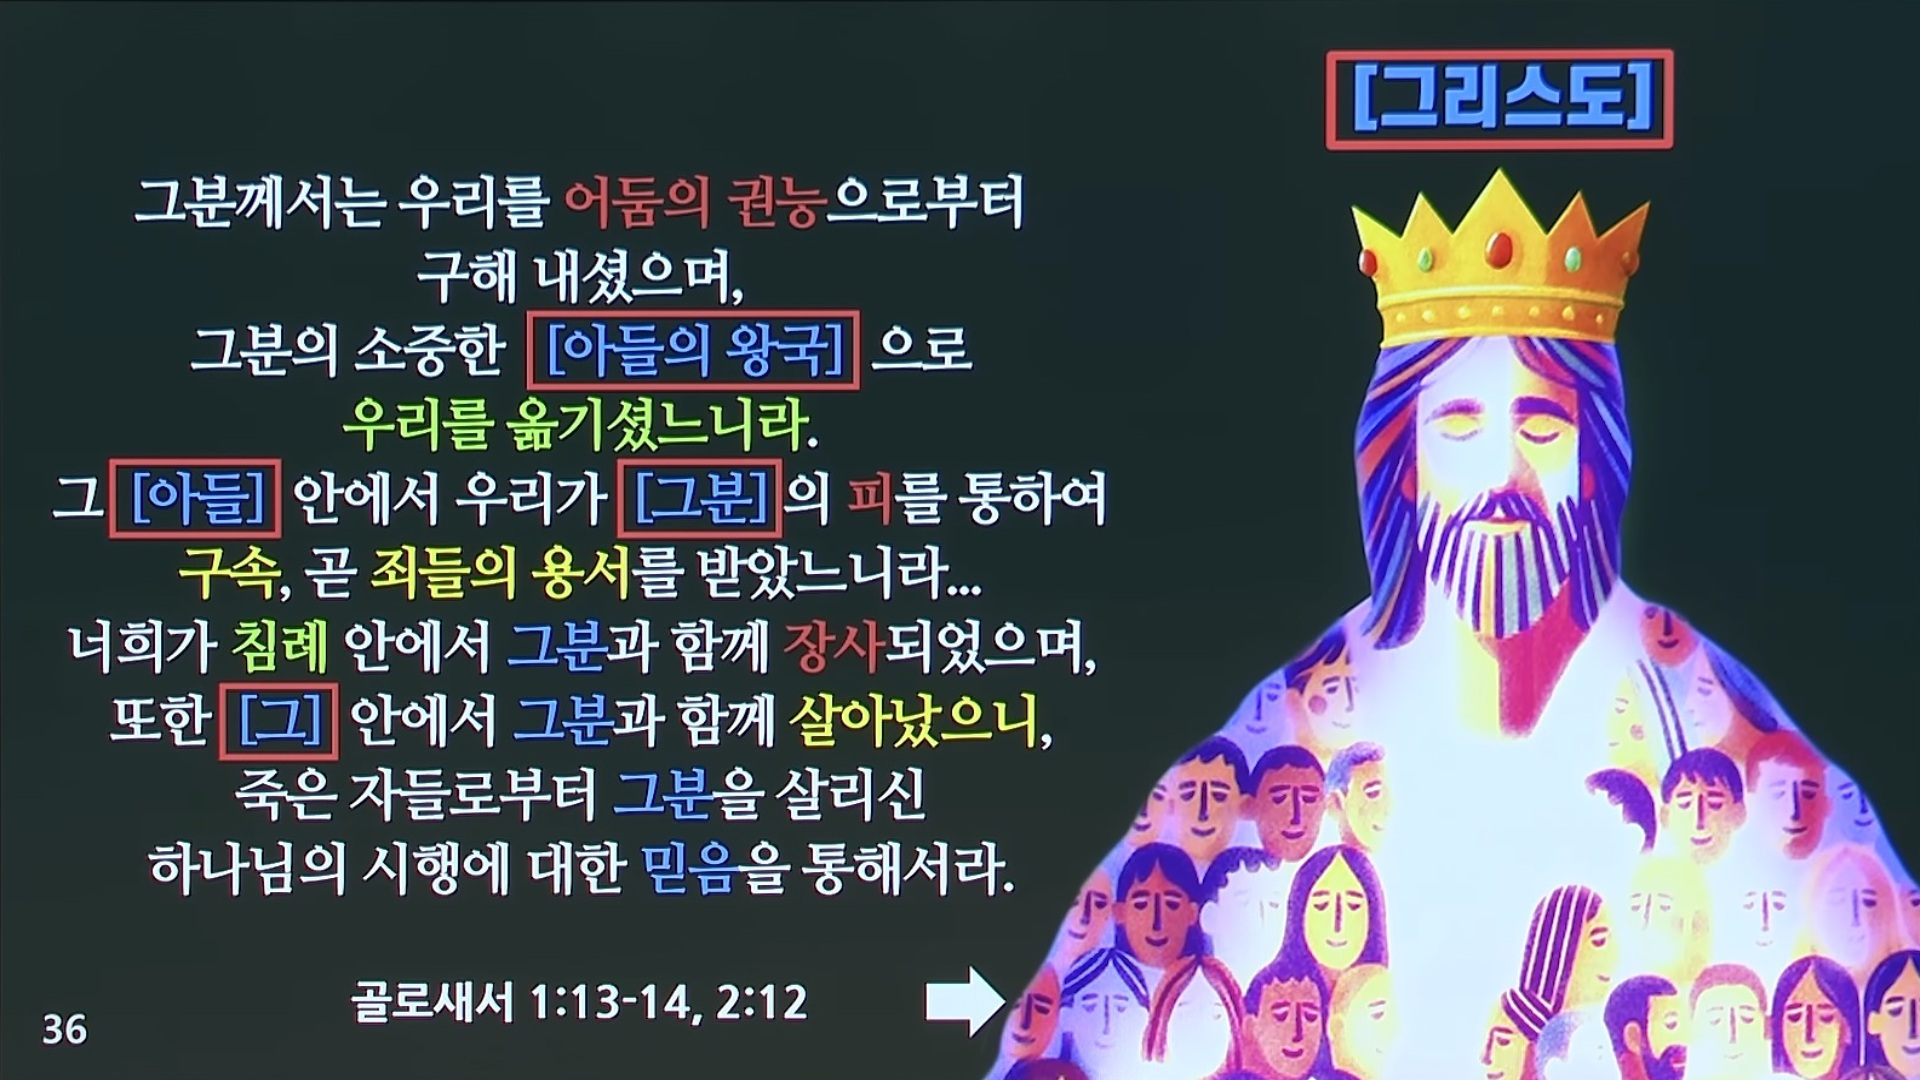 [그리스도]
그분께서는 우리를 어둠의 권능으로부터
구해 내셨으며,
그분의 소중한 [아들의 왕국] 으로
우리를 옮기셨느니라.
그 [아들] 안에서 우리가 [그분]의 피를 통하여
구속, 곧 죄들의 용서를 받았느니라...
너희가 침례 안에서 그분과 함께 장사되었으며,
또한 [그] 안에서 그분과 함께 살아났으니,
죽은 자들로부터 그분을 살리신
하나님의 시행에 대한 믿음을 통해서라.
골로새서 1:13-14, 2:12
36